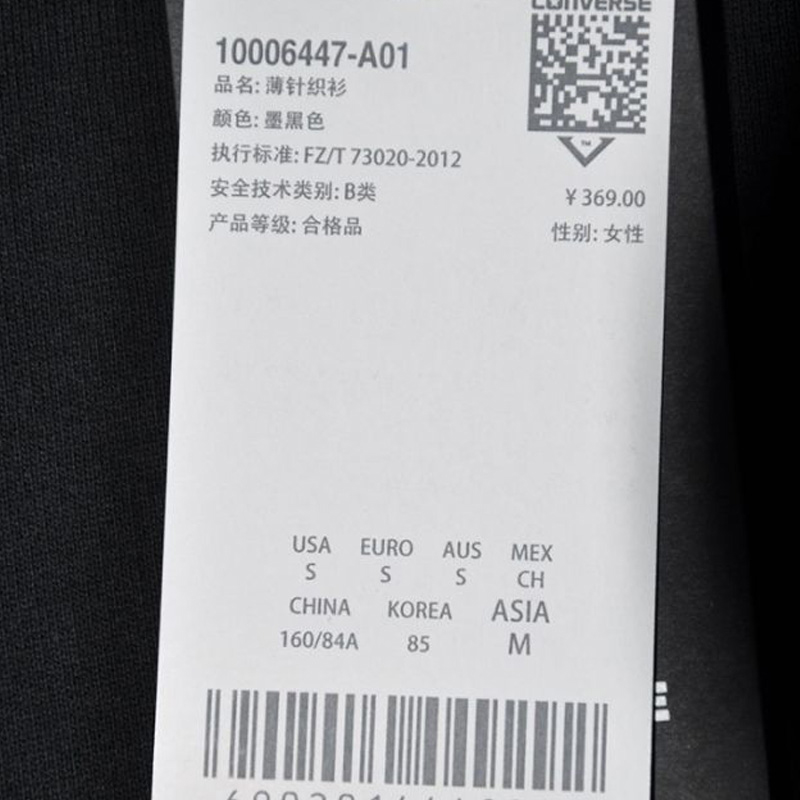 CONVERSE
10006447-A01
品名: 薄针织衫
颜色: 墨黑色
执行标准: FZ/T 73020-2012
安全技术类别: B类
产品等级: 合格品
TM
¥ 369.00
性别: 女性
USA EURO AUS MEX
S S S CH
CHINA KOREA ASIA
160/84A 85 M